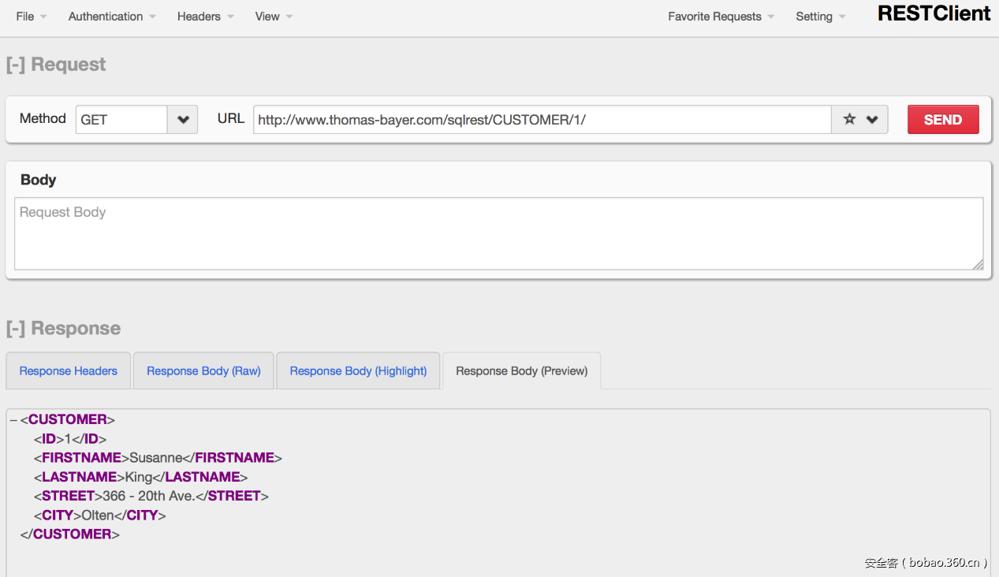 File Authentication Headers View Favorite Requests Setting RESTClient
[-] Request
Method GET URL http://www.thomas-bayer.com/sqlrest/CUSTOMER/1/ SEND
Body
Request Body
[-] Response
Response Headers Response Body (Raw) Response Body (Highlight) Response Body (Preview)
– <CUSTOMER>
<ID>1</ID>
<FIRSTNAME>Susanne</FIRSTNAME>
<LASTNAME>King</LASTNAME>
<STREET>366 - 20th Ave.</STREET>
<CITY>Olten</CITY>
</CUSTOMER>
安全客 ( bobao.360.cn )